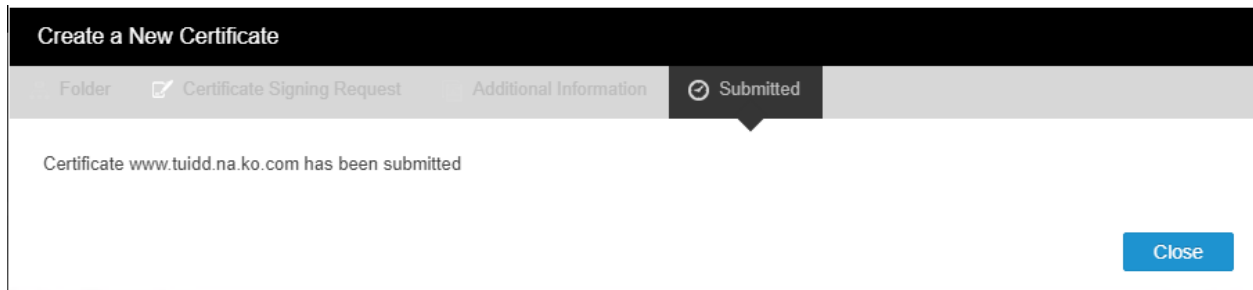 Create a New Certificate
Folder Certificate Signing Request Additional Information Submitted
Certificate www.tuidd.na.ko.com has been submitted
Close